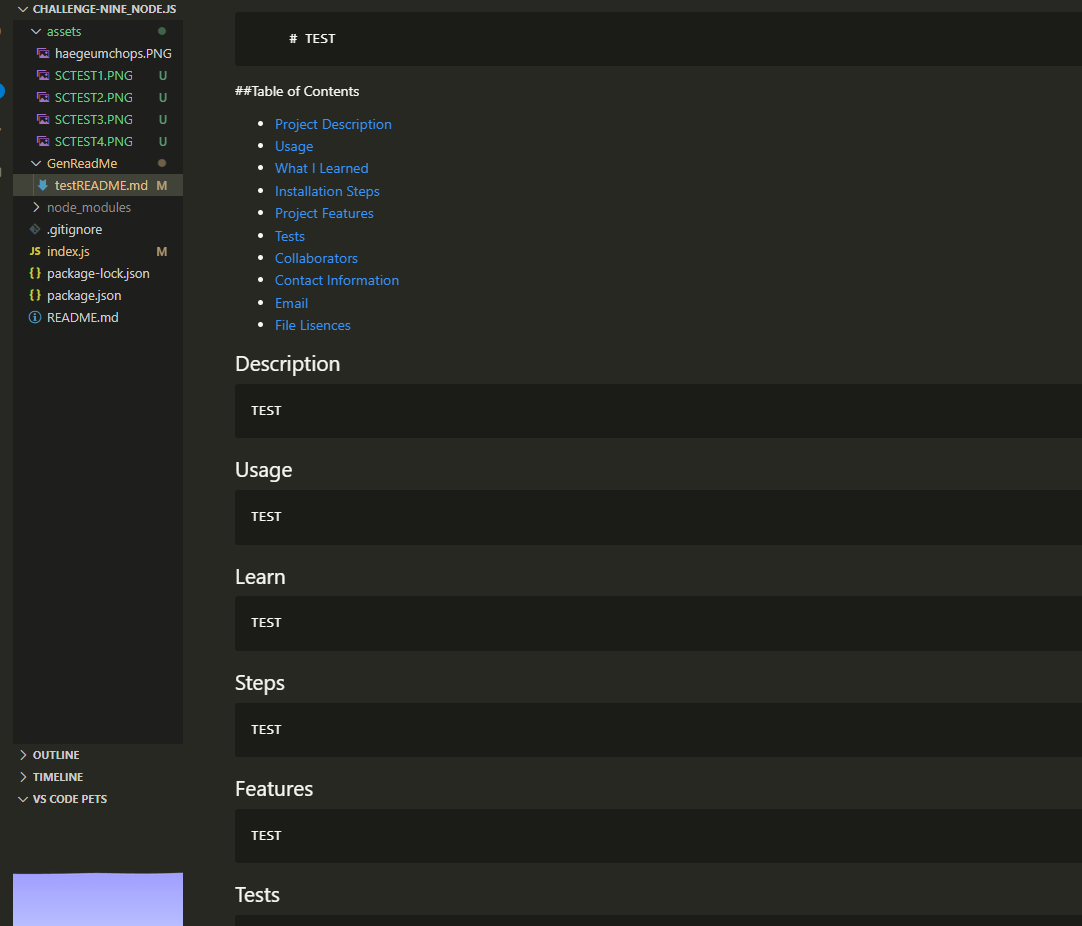 CHALLENGE-NINE_NODE.JS
assets
haegeumchops.PNG
SCTEST1.PNG U
SCTEST2.PNG U
SCTEST3.PNG U
SCTEST4.PNG U
GenReadMe
testREADME.md M
node_modules
.gitignore
JS index.js M
{} package-lock.json
{} package.json
README.md
OUTLINE
TIMELINE
VS CODE PETS
# TEST
##Table of Contents
• Project Description
• Usage
• What I Learned
• Installation Steps
• Project Features
• Tests
• Collaborators
• Contact Information
• Email
• File Lisences
Description
TEST
Usage
TEST
Learn
TEST
Steps
TEST
Features
TEST
Tests